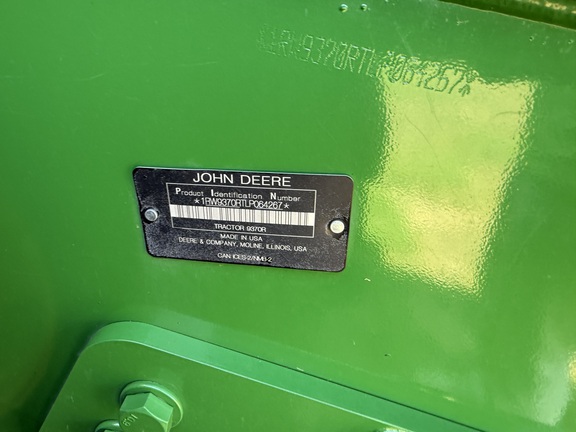 *1RW9370RTLP064267*
JOHN DEERE
Product Identification Number
*1RW9370RTLP064267*
TRACTOR 9370R
MADE IN USA
DEERE & COMPANY, MOLINE, ILLINOIS, USA
CAN ICES-2/NMB-2